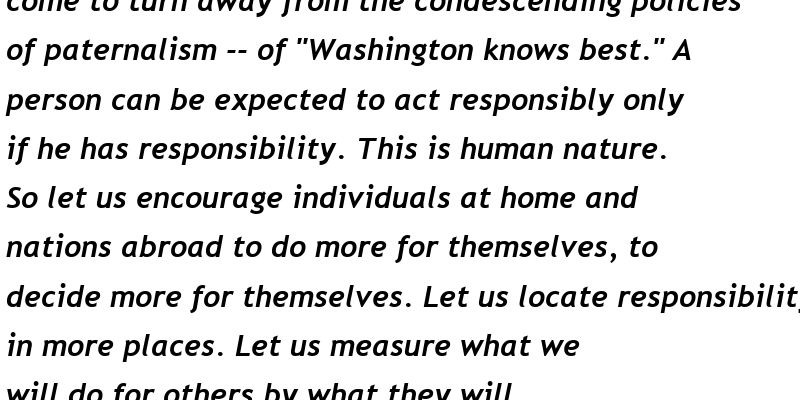 come to turn away from the condescending policies
of paternalism -- of "Washington knows best." A
person can be expected to act responsibly only
if he has responsibility. This is human nature.
So let us encourage individuals at home and
nations abroad to do more for themselves, to
decide more for themselves. Let us locate responsibility
in more places. Let us measure what we
will do for others by what they will